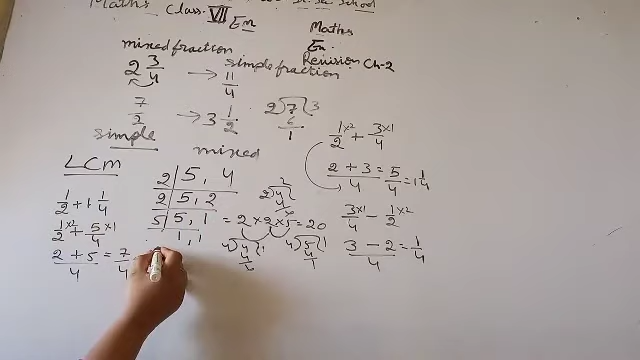 Maths Class. VII
Sr. Sec School
Em
Maths
En.
Revision Ch-2
mixed fraction
simple fraction
2 3/4 → 11/4
7/2 → 3 1/2
2)7(3
6
1
simple
mixed
1/2 ×2 + 3/4 ×1
2 + 3 / 4 = 5/4 = 1 1/4
3/4 ×1 − 1/2 ×2
3 − 2 / 4 = 1/4
LCM
1/2 + 1 1/4
1/2 ×2 + 5/4 ×1
2 + 5 / 4 = 7/4
2 | 5, 4
2 | 5, 2
5 | 5, 1
1, 1
= 2 × 2 × 5 = 20